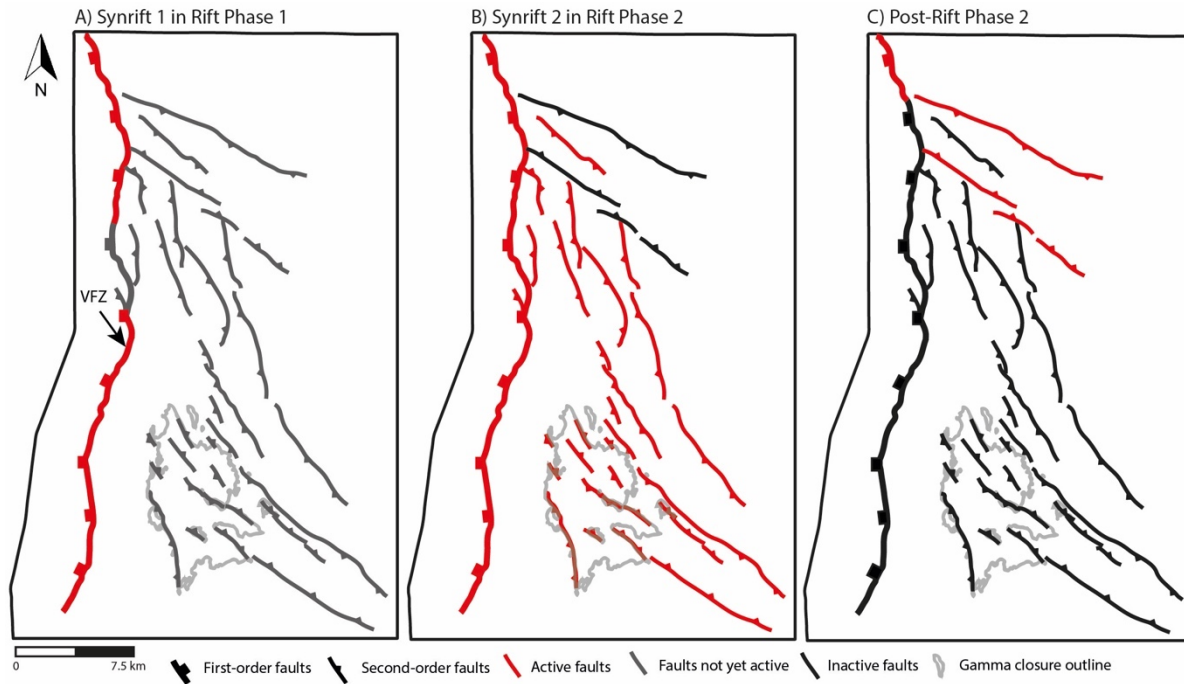 A) Synrift 1 in Rift Phase 1
B) Synrift 2 in Rift Phase 2
C) Post-Rift Phase 2
N
VFZ
0 7.5 km
First-order faults
Second-order faults
Active faults
Faults not yet active
Inactive faults
Gamma closure outline